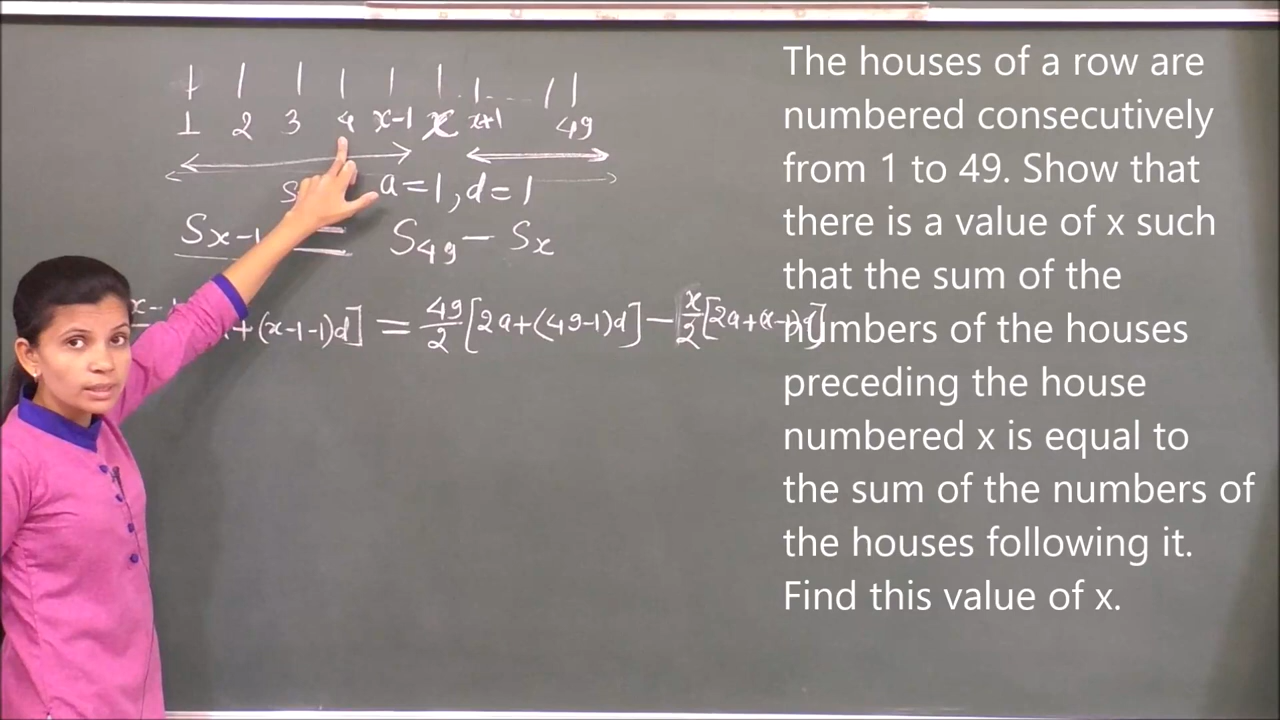 1 2 3 4 x-1 x x+1 49
a=1, d=1
Sx-1 = S49 - Sx
+(x-1-1)d] = 49/2 [2a+(49-1)d] - x/2 [2a+(x-1)d]
The houses of a row are
numbered consecutively
from 1 to 49. Show that
there is a value of x such
that the sum of the
numbers of the houses
preceding the house
numbered x is equal to
the sum of the numbers of
the houses following it.
Find this value of x.